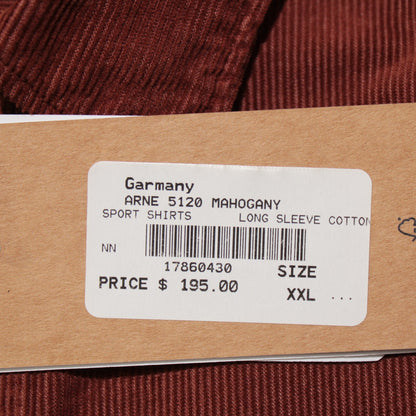 Garmany
ARNE 5120 MAHOGANY
SPORT SHIRTS LONG SLEEVE COTTON
NN
17860430 SIZE
PRICE $ 195.00 XXL ...